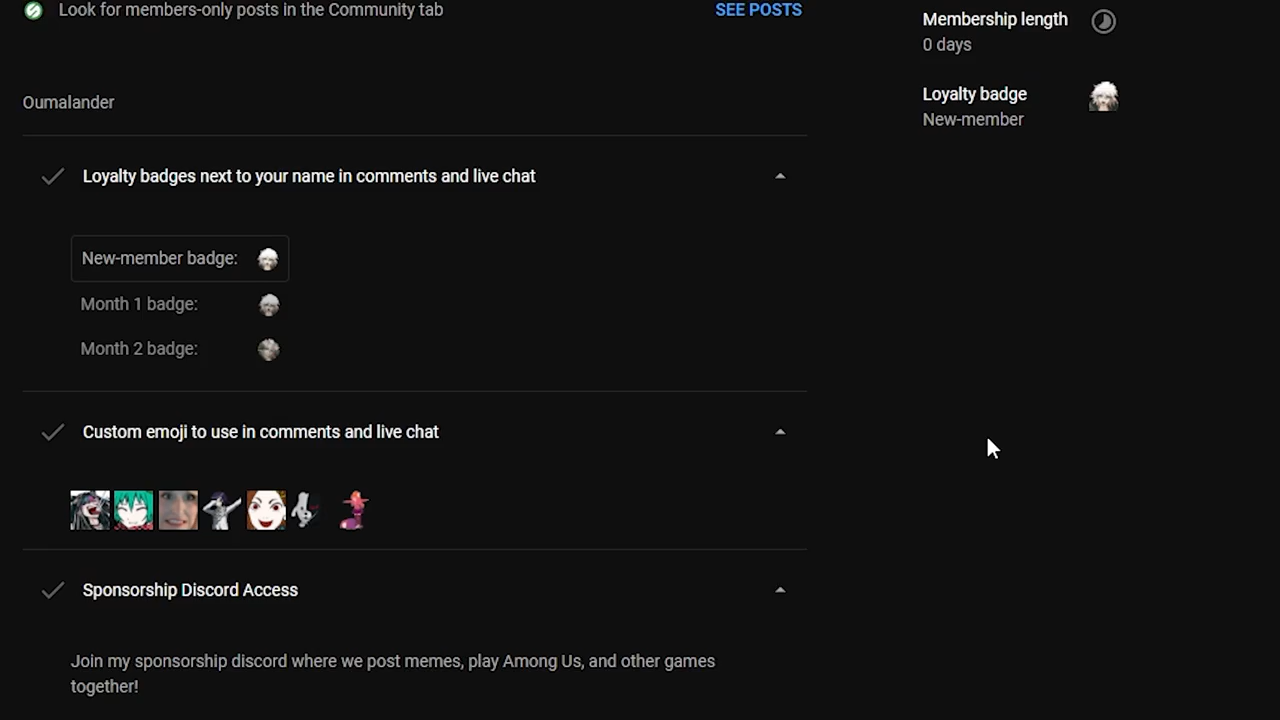 Look for members-only posts in the Community tab
SEE POSTS
Membership length
0 days
Loyalty badge
New-member
Oumalander
Loyalty badges next to your name in comments and live chat
New-member badge:
Month 1 badge:
Month 2 badge:
Custom emoji to use in comments and live chat
Sponsorship Discord Access
Join my sponsorship discord where we post memes, play Among Us, and other games
together!